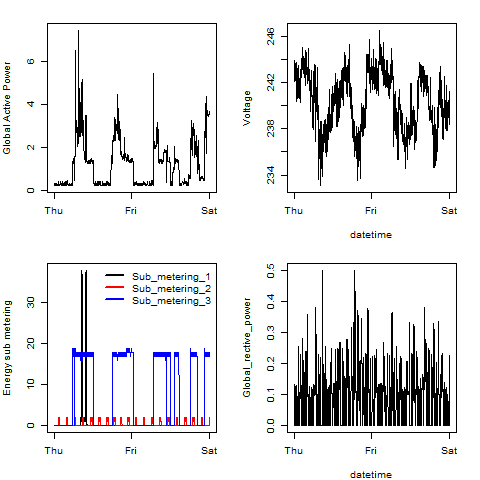 Global Active Power
0 2 4 6
Thu Fri Sat
Voltage
234 238 242 246
Thu Fri Sat
datetime
Energy sub metering
0 10 20 30
Sub_metering_1
Sub_metering_2
Sub_metering_3
Thu Fri Sat
Global_rective_power
0.0 0.1 0.2 0.3 0.4 0.5
Thu Fri Sat
datetime